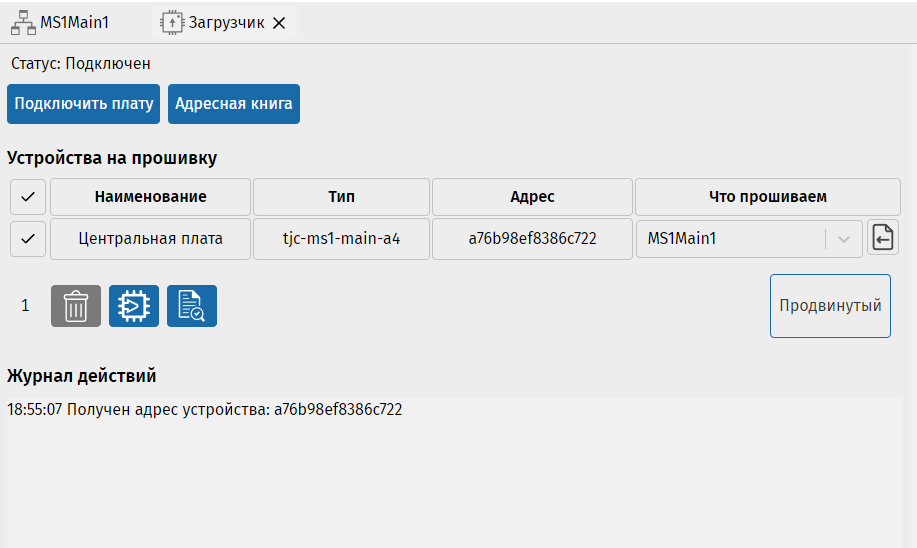 MS1Main1 Загрузчик
Статус: Подключен
Подключить плату Адресная книга
Устройства на прошивку
Наименование Тип Адрес Что прошиваем
Центральная плата tjc-ms1-main-a4 a76b98ef8386c722 MS1Main1
1 Продвинутый
Журнал действий
18:55:07 Получен адрес устройства: a76b98ef8386c722